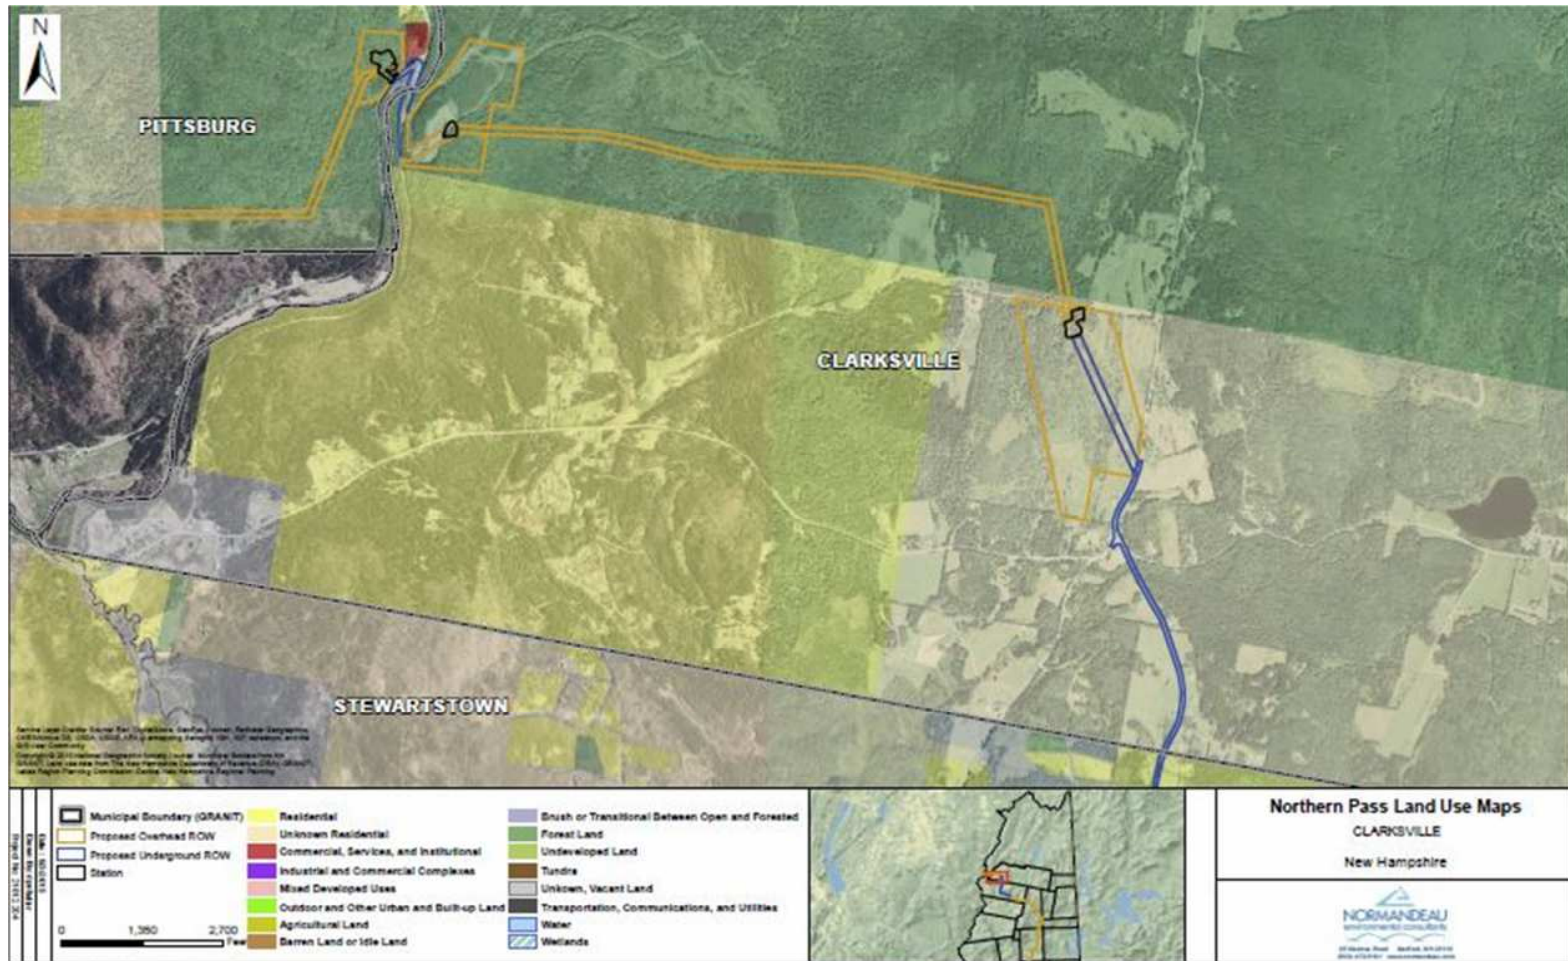 N
PITTSBURG
CLARKSVILLE
STEWARTSTOWN
Municipal Boundary (GRANIT)
Proposed Overhead ROW
Proposed Underground ROW
Station
0 1,350 2,700
Feet
Residential
Unknown Residential
Commercial, Services, and Institutional
Industrial and Commercial Complexes
Mixed Developed Uses
Outdoor and Other Urban and Built-up Land
Agricultural Land
Barren Land or Idle Land
Brush or Transitional Between Open and Forested
Forest Land
Undeveloped Land
Tundra
Unkown, Vacant Land
Transportation, Communications, and Utilities
Water
Wetlands
Northern Pass Land Use Maps
CLARKSVILLE
New Hampshire
NORMANDEAU
environmental consultants